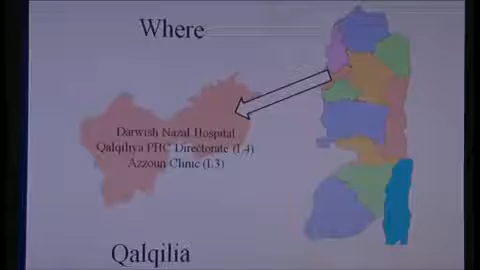 Where
Darwish Nazal Hospital
Qalqiliya PHC Directorate (L4)
Azzoun Clinic (L3)
Qalqilia